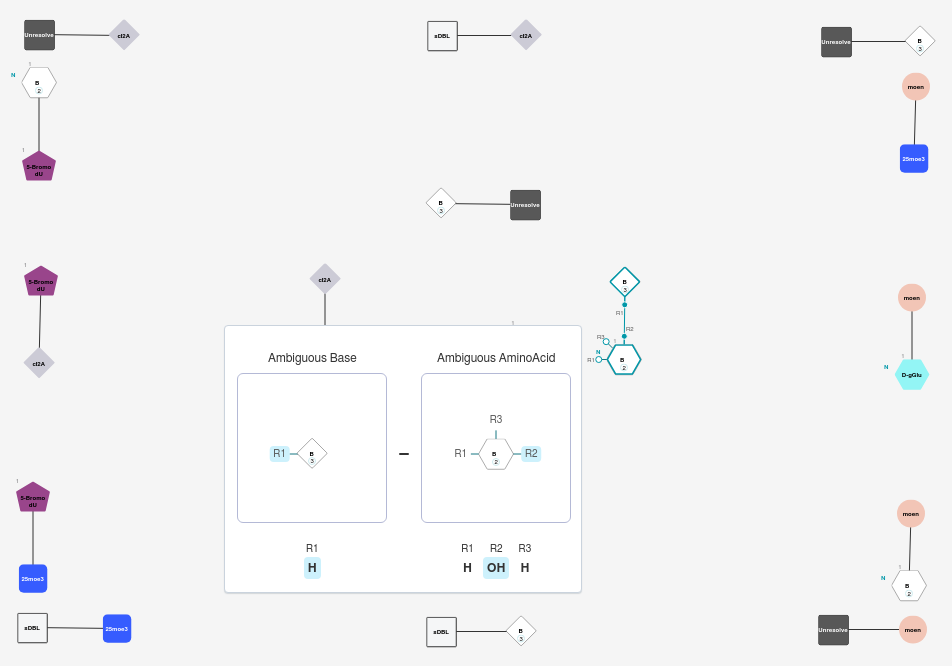 Unresolve cl2A
sDBL cl2A
Unresolve B 3
1
N B 2
moen
1
5-Bromo dU
25moe3
B 3 Unresolve
1
5-Bromo dU
cl2A
B 3
moen
R1
1
R2
R3 1
N
R1 B 2
1
N D-gGlu
cl2A
Ambiguous Base Ambiguous AminoAcid
R3
R1 B 3
R1 B 2 R2
1
5-Bromo dU
moen
R1
H
R1 R2 R3
H OH H
25moe3
1
N B 2
sDBL 25moe3
sDBL B 3
Unresolve moen